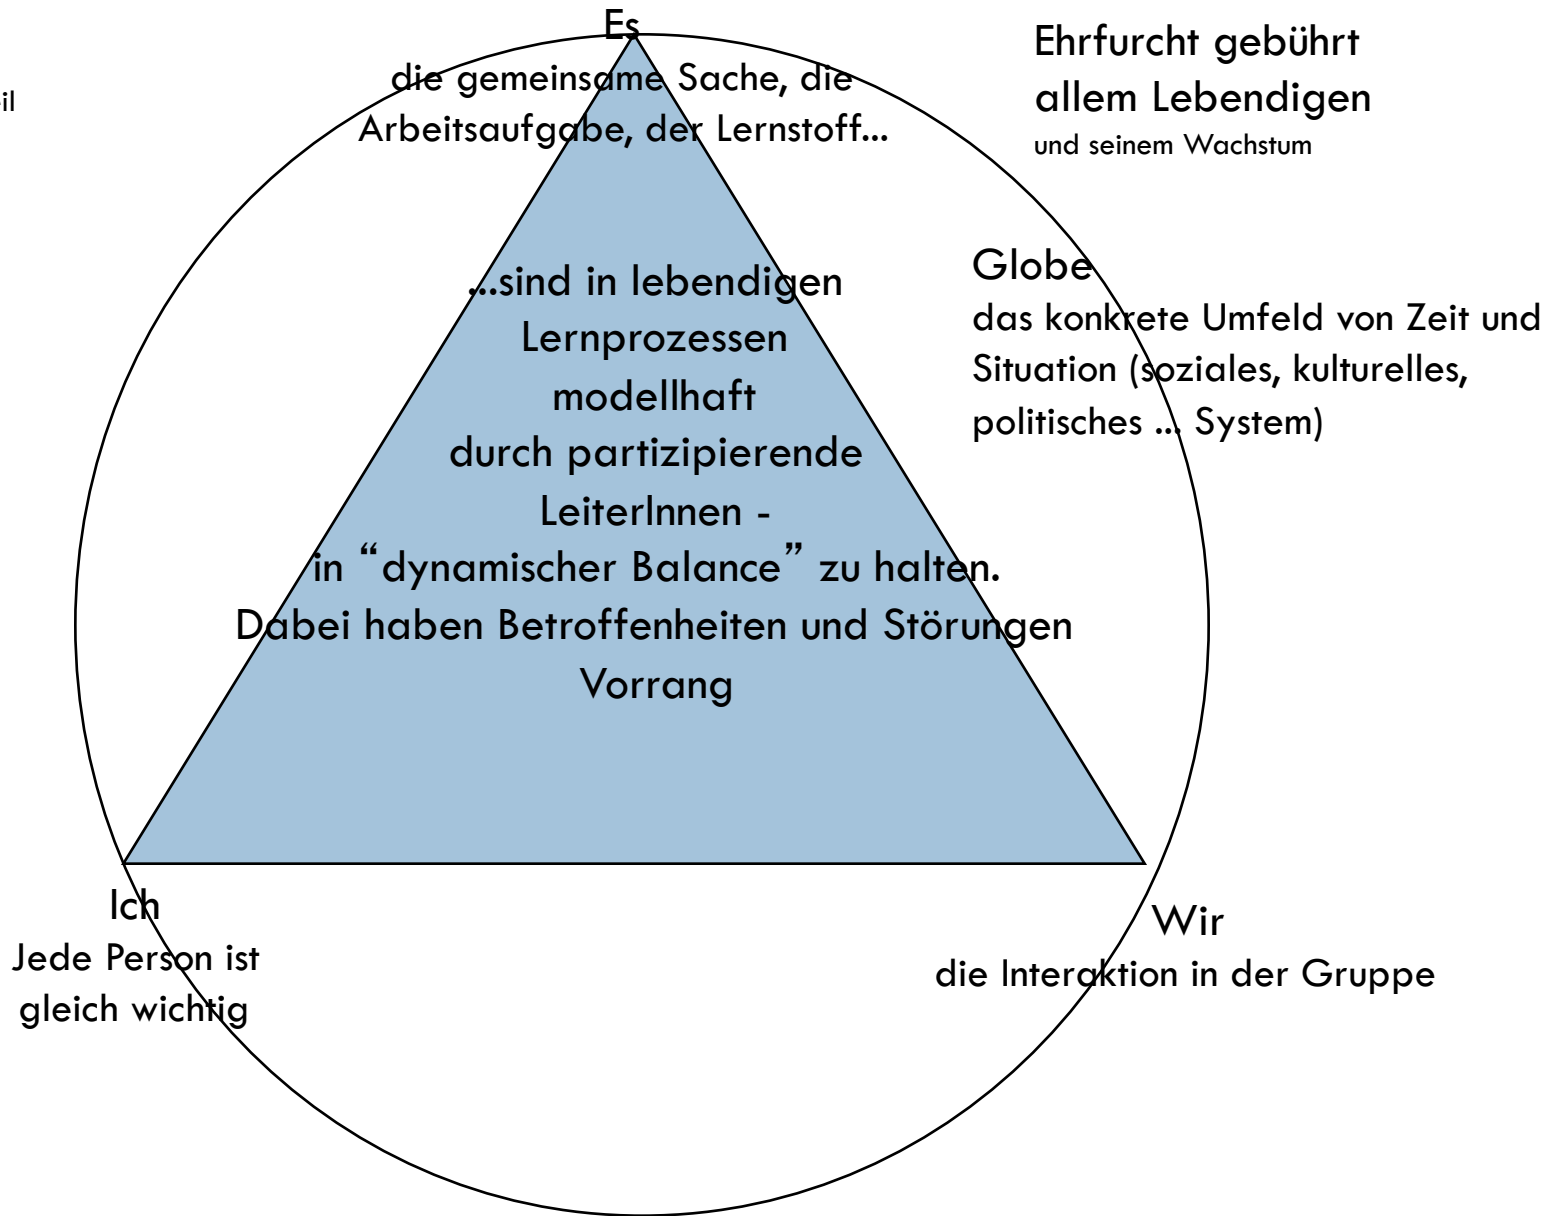 Es
die gemeinsame Sache, die
Arbeitsaufgabe, der Lernstoff...
Ehrfurcht gebührt
allem Lebendigen
und seinem Wachstum
Globe
das konkrete Umfeld von Zeit und
Situation (soziales, kulturelles,
politisches ... System)
...sind in lebendigen
Lernprozessen
modellhaft
durch partizipierende
LeiterInnen -
in “dynamischer Balance” zu halten.
Dabei haben Betroffenheiten und Störungen
Vorrang
Ich
Jede Person ist
gleich wichtig
Wir
die Interaktion in der Gruppe